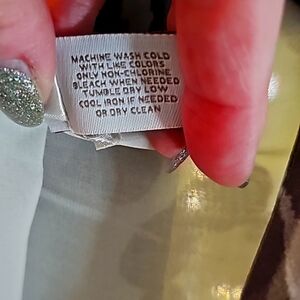 MACHINE WASH COLD
WITH LIKE COLORS
ONLY NON-CHLORINE
BLEACH WHEN NEEDED
TUMBLE DRY LOW
COOL IRON IF NEEDED
OR DRY CLEAN